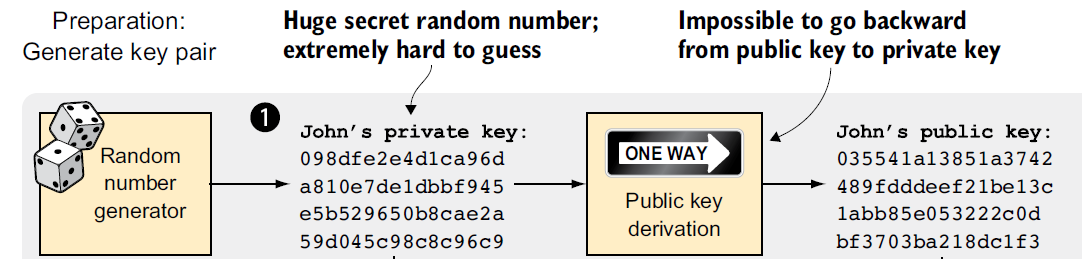 Preparation:
Generate key pair
Huge secret random number;
extremely hard to guess
Impossible to go backward
from public key to private key
1
Random
number
generator
John's private key:
098dfe2e4d1ca96d
a810e7de1dbbf945
e5b529650b8cae2a
59d045c98c8c96c9
ONE WAY
Public key
derivation
John's public key:
035541a13851a3742
489fdddeef21be13c
1abb85e053222c0d
bf3703ba218dc1f3